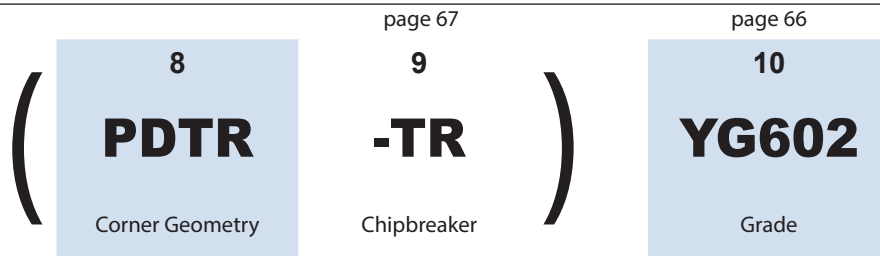 page 67 page 66
8 9 10
( PDTR -TR ) YG602
Corner Geometry Chipbreaker Grade